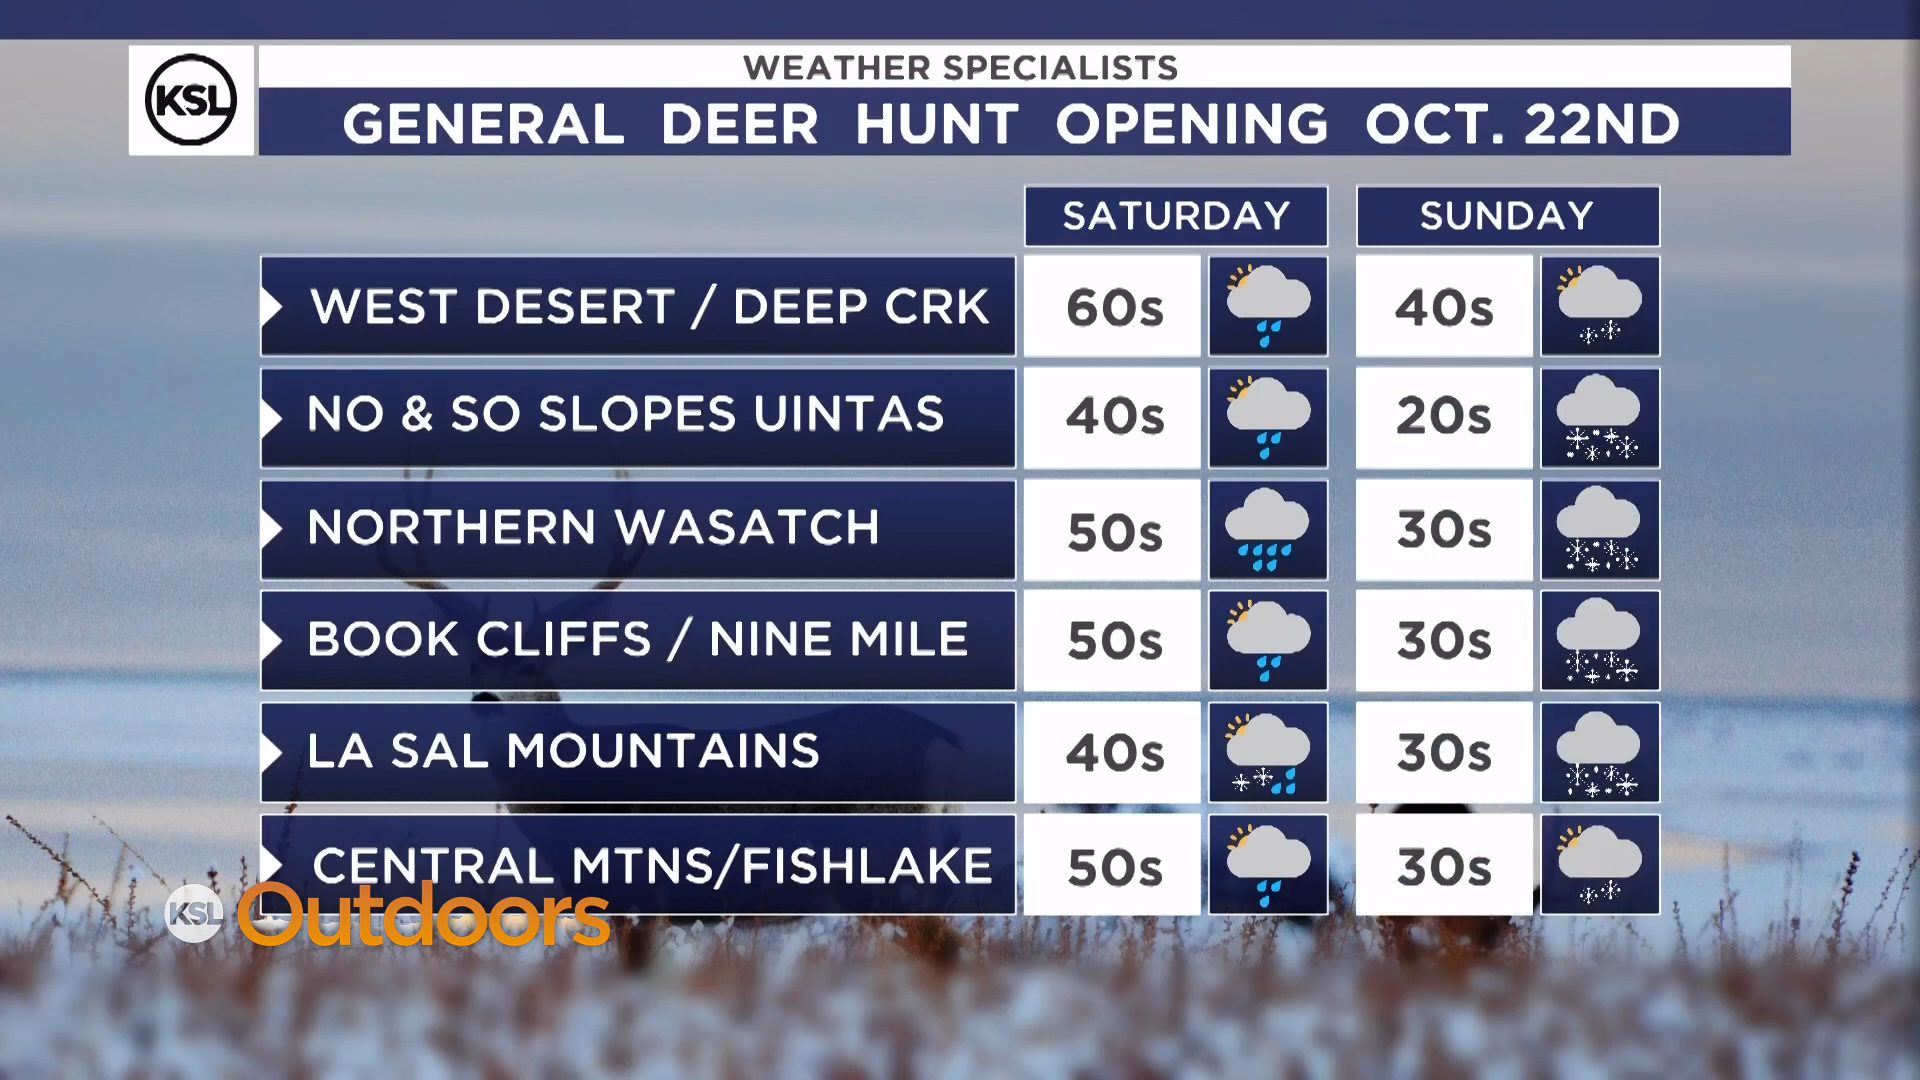 KSL
WEATHER SPECIALISTS
GENERAL DEER HUNT OPENING OCT. 22ND
SATURDAY SUNDAY
WEST DESERT / DEEP CRK 60s 40s
NO & SO SLOPES UINTAS 40s 20s
NORTHERN WASATCH 50s 30s
BOOK CLIFFS / NINE MILE 50s 30s
LA SAL MOUNTAINS 40s 30s
CENTRAL MTNS/FISHLAKE 50s 30s
KSL Outdoors